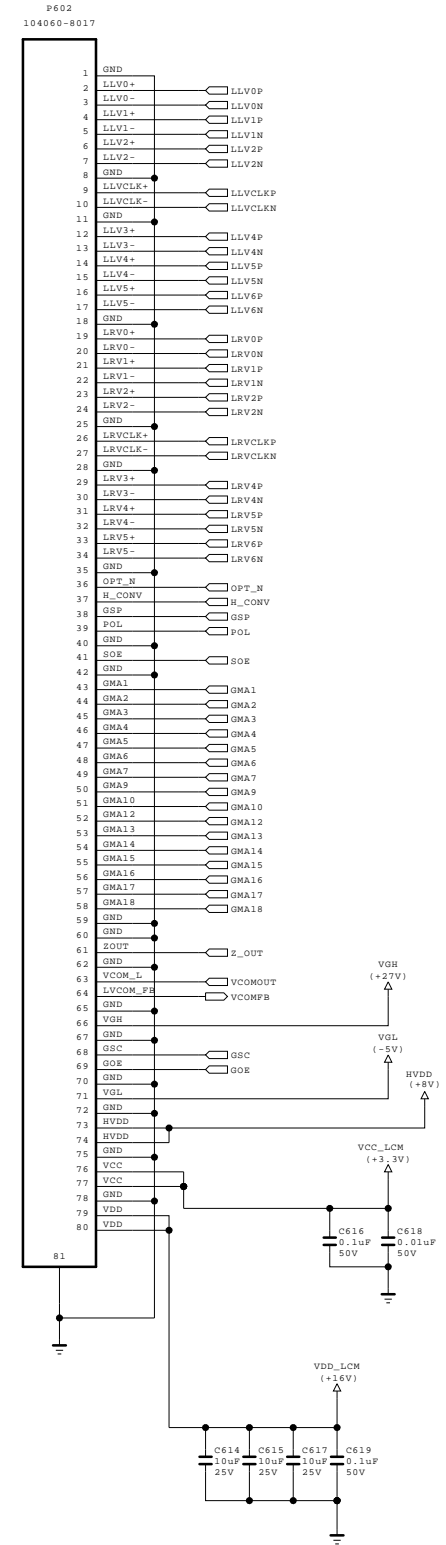 P602
104060-8017
1 GND
2 LLV0+ LLV0P
3 LLV0- LLV0N
4 LLV1+ LLV1P
5 LLV1- LLV1N
6 LLV2+ LLV2P
7 LLV2- LLV2N
8 GND
9 LLVCLK+ LLVCLKP
10 LLVCLK- LLVCLKN
11 GND
12 LLV3+ LLV4P
13 LLV3- LLV4N
14 LLV4+ LLV5P
15 LLV4- LLV5N
16 LLV5+ LLV6P
17 LLV5- LLV6N
18 GND
19 LRV0+ LRV0P
20 LRV0- LRV0N
21 LRV1+ LRV1P
22 LRV1- LRV1N
23 LRV2+ LRV2P
24 LRV2- LRV2N
25 GND
26 LRVCLK+ LRVCLKP
27 LRVCLK- LRVCLKN
28 GND
29 LRV3+ LRV4P
30 LRV3- LRV4N
31 LRV4+ LRV5P
32 LRV4- LRV5N
33 LRV5+ LRV6P
34 LRV5- LRV6N
35 GND
36 OPT_N OPT_N
37 H_CONV H_CONV
38 GSP GSP
39 POL POL
40 GND
41 SOE SOE
42 GND
43 GMA1 GMA1
44 GMA2 GMA2
45 GMA3 GMA3
46 GMA4 GMA4
47 GMA5 GMA5
48 GMA6 GMA6
49 GMA7 GMA7
50 GMA9 GMA9
51 GMA10 GMA10
52 GMA12 GMA12
53 GMA13 GMA13
54 GMA14 GMA14
55 GMA15 GMA15
56 GMA16 GMA16
57 GMA17 GMA17
58 GMA18 GMA18
59 GND
60 GND
61 ZOUT Z_OUT
62 GND
63 VCOM_L VCOMOUT
64 LVCOM_FB VCOMFB
65 GND
66 VGH
67 GND
68 GSC GSC
69 GOE GOE
70 GND
71 VGL
72 GND
73 HVDD
74 HVDD
75 GND
76 VCC
77 VCC
78 GND
79 VDD
80 VDD
81
VGH
(+27V)
VGL
(-5V)
HVDD
(+8V)
VCC_LCM
(+3.3V)
C616
0.1uF
50V
C618
0.01uF
50V
VDD_LCM
(+16V)
C614
10uF
25V
C615
10uF
25V
C617
10uF
25V
C619
0.1uF
50V